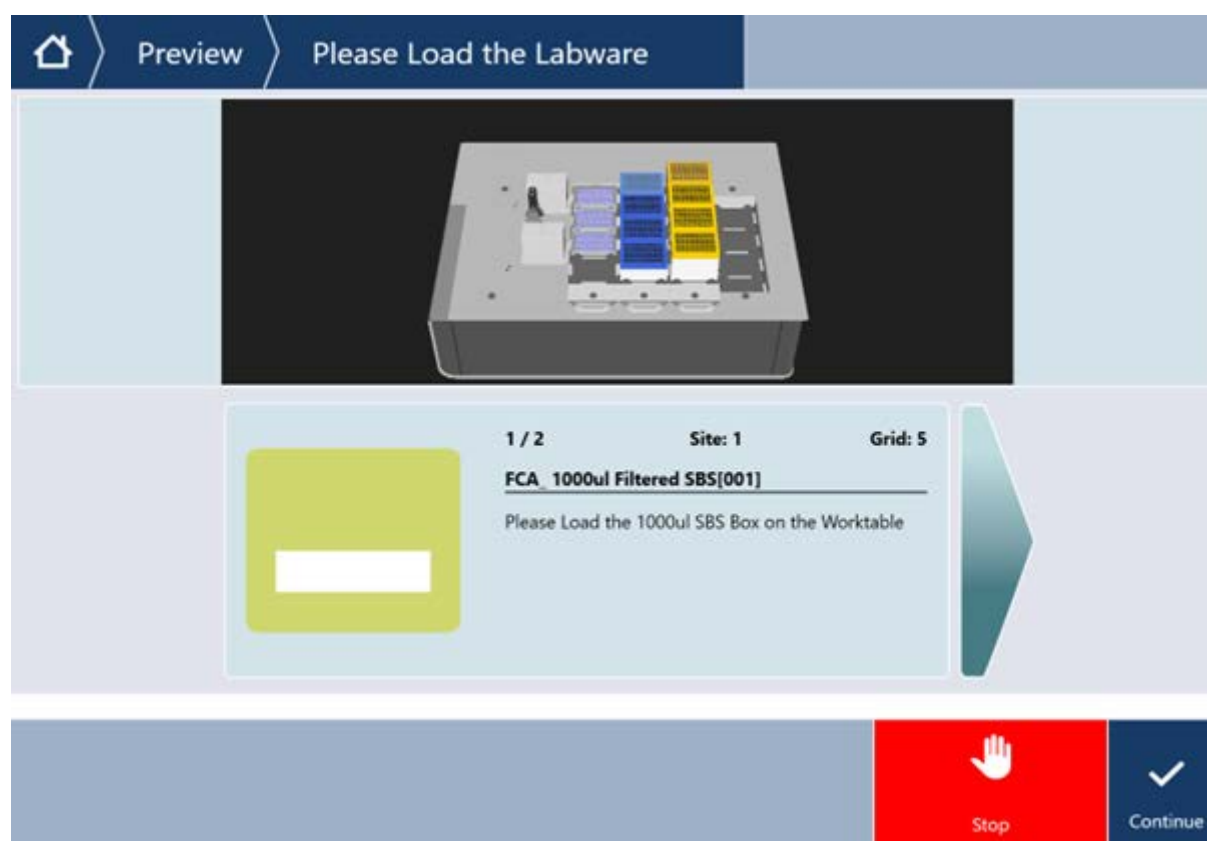 Preview
Please Load the Labware
1 / 2 Site: 1 Grid: 5
FCA_ 1000ul Filtered SBS[001]
Please Load the 1000ul SBS Box on the Worktable
Stop
Continue